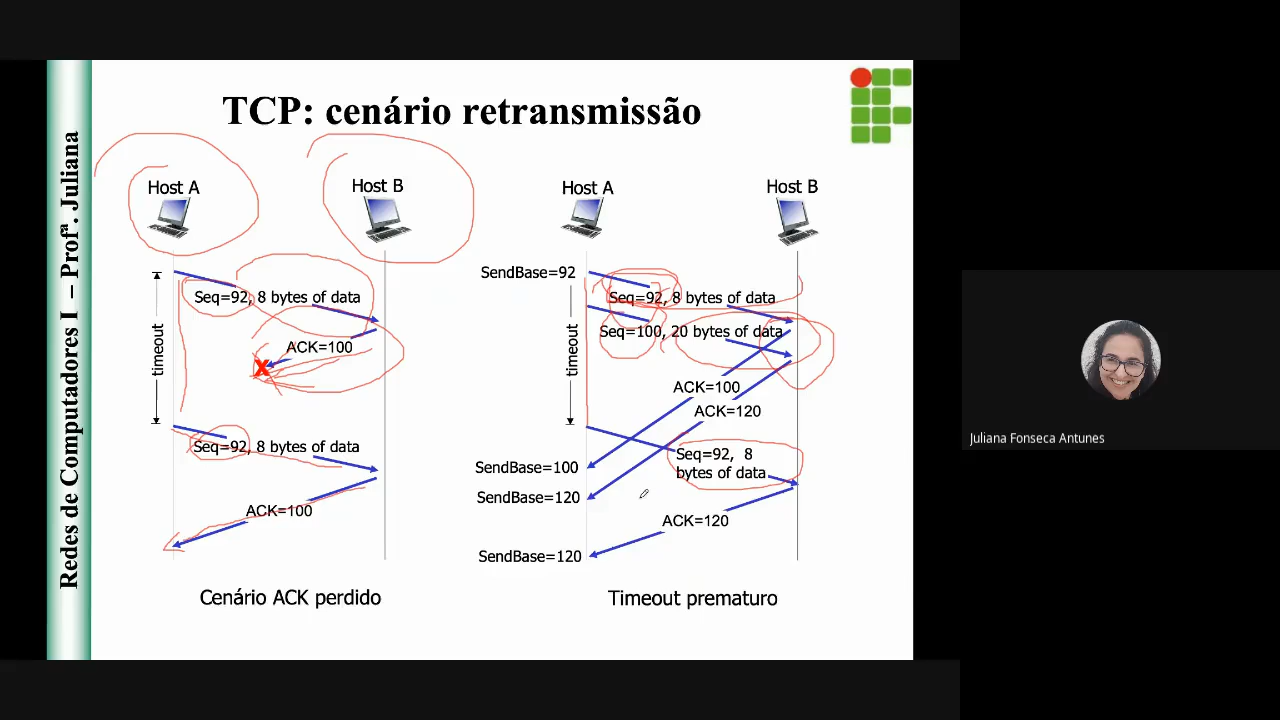 TCP: cenário retransmissão
Redes de Computadores I – Profª. Juliana
Host A
Host B
timeout
Seq=92, 8 bytes of data
ACK=100
X
Seq=92, 8 bytes of data
ACK=100
Cenário ACK perdido
Host A
Host B
SendBase=92
timeout
Seq=92, 8 bytes of data
Seq=100, 20 bytes of data
ACK=100
ACK=120
Seq=92, 8
bytes of data
SendBase=100
SendBase=120
ACK=120
SendBase=120
Timeout prematuro
Juliana Fonseca Antunes